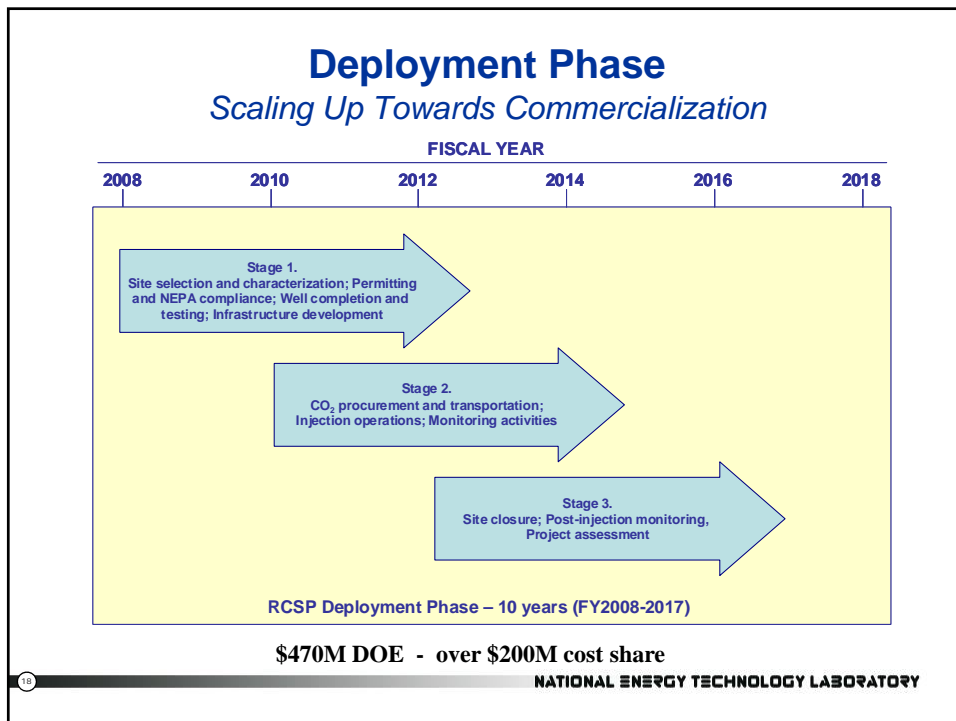 Deployment Phase
Scaling Up Towards Commercialization
FISCAL YEAR
2008 2010 2012 2014 2016 2018
Stage 1.
Site selection and characterization; Permitting
and NEPA compliance; Well completion and
testing; Infrastructure development
Stage 2.
CO₂ procurement and transportation;
Injection operations; Monitoring activities
Stage 3.
Site closure; Post-injection monitoring,
Project assessment
RCSP Deployment Phase – 10 years (FY2008-2017)
$470M DOE - over $200M cost share
18
NATIONAL ENERGY TECHNOLOGY LABORATORY